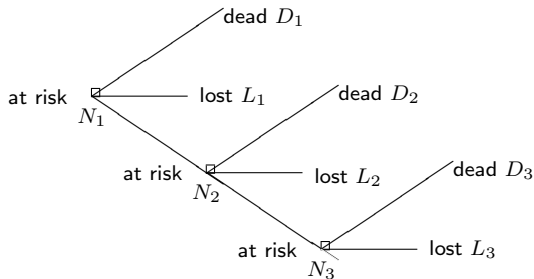 dead D₁
at risk
lost L₁
N₁
dead D₂
at risk
lost L₂
N₂
dead D₃
at risk
lost L₃
N₃